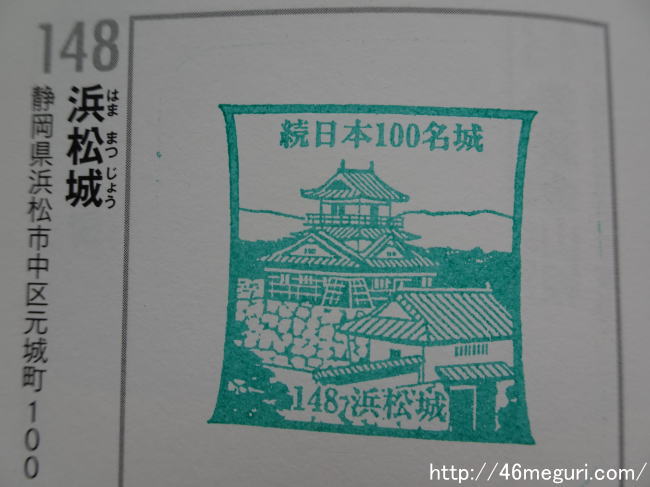 148
浜松城
はま まつ じょう
静岡県浜松市中区元城町100
続日本100名城
148 浜松城
http://46meguri.com/